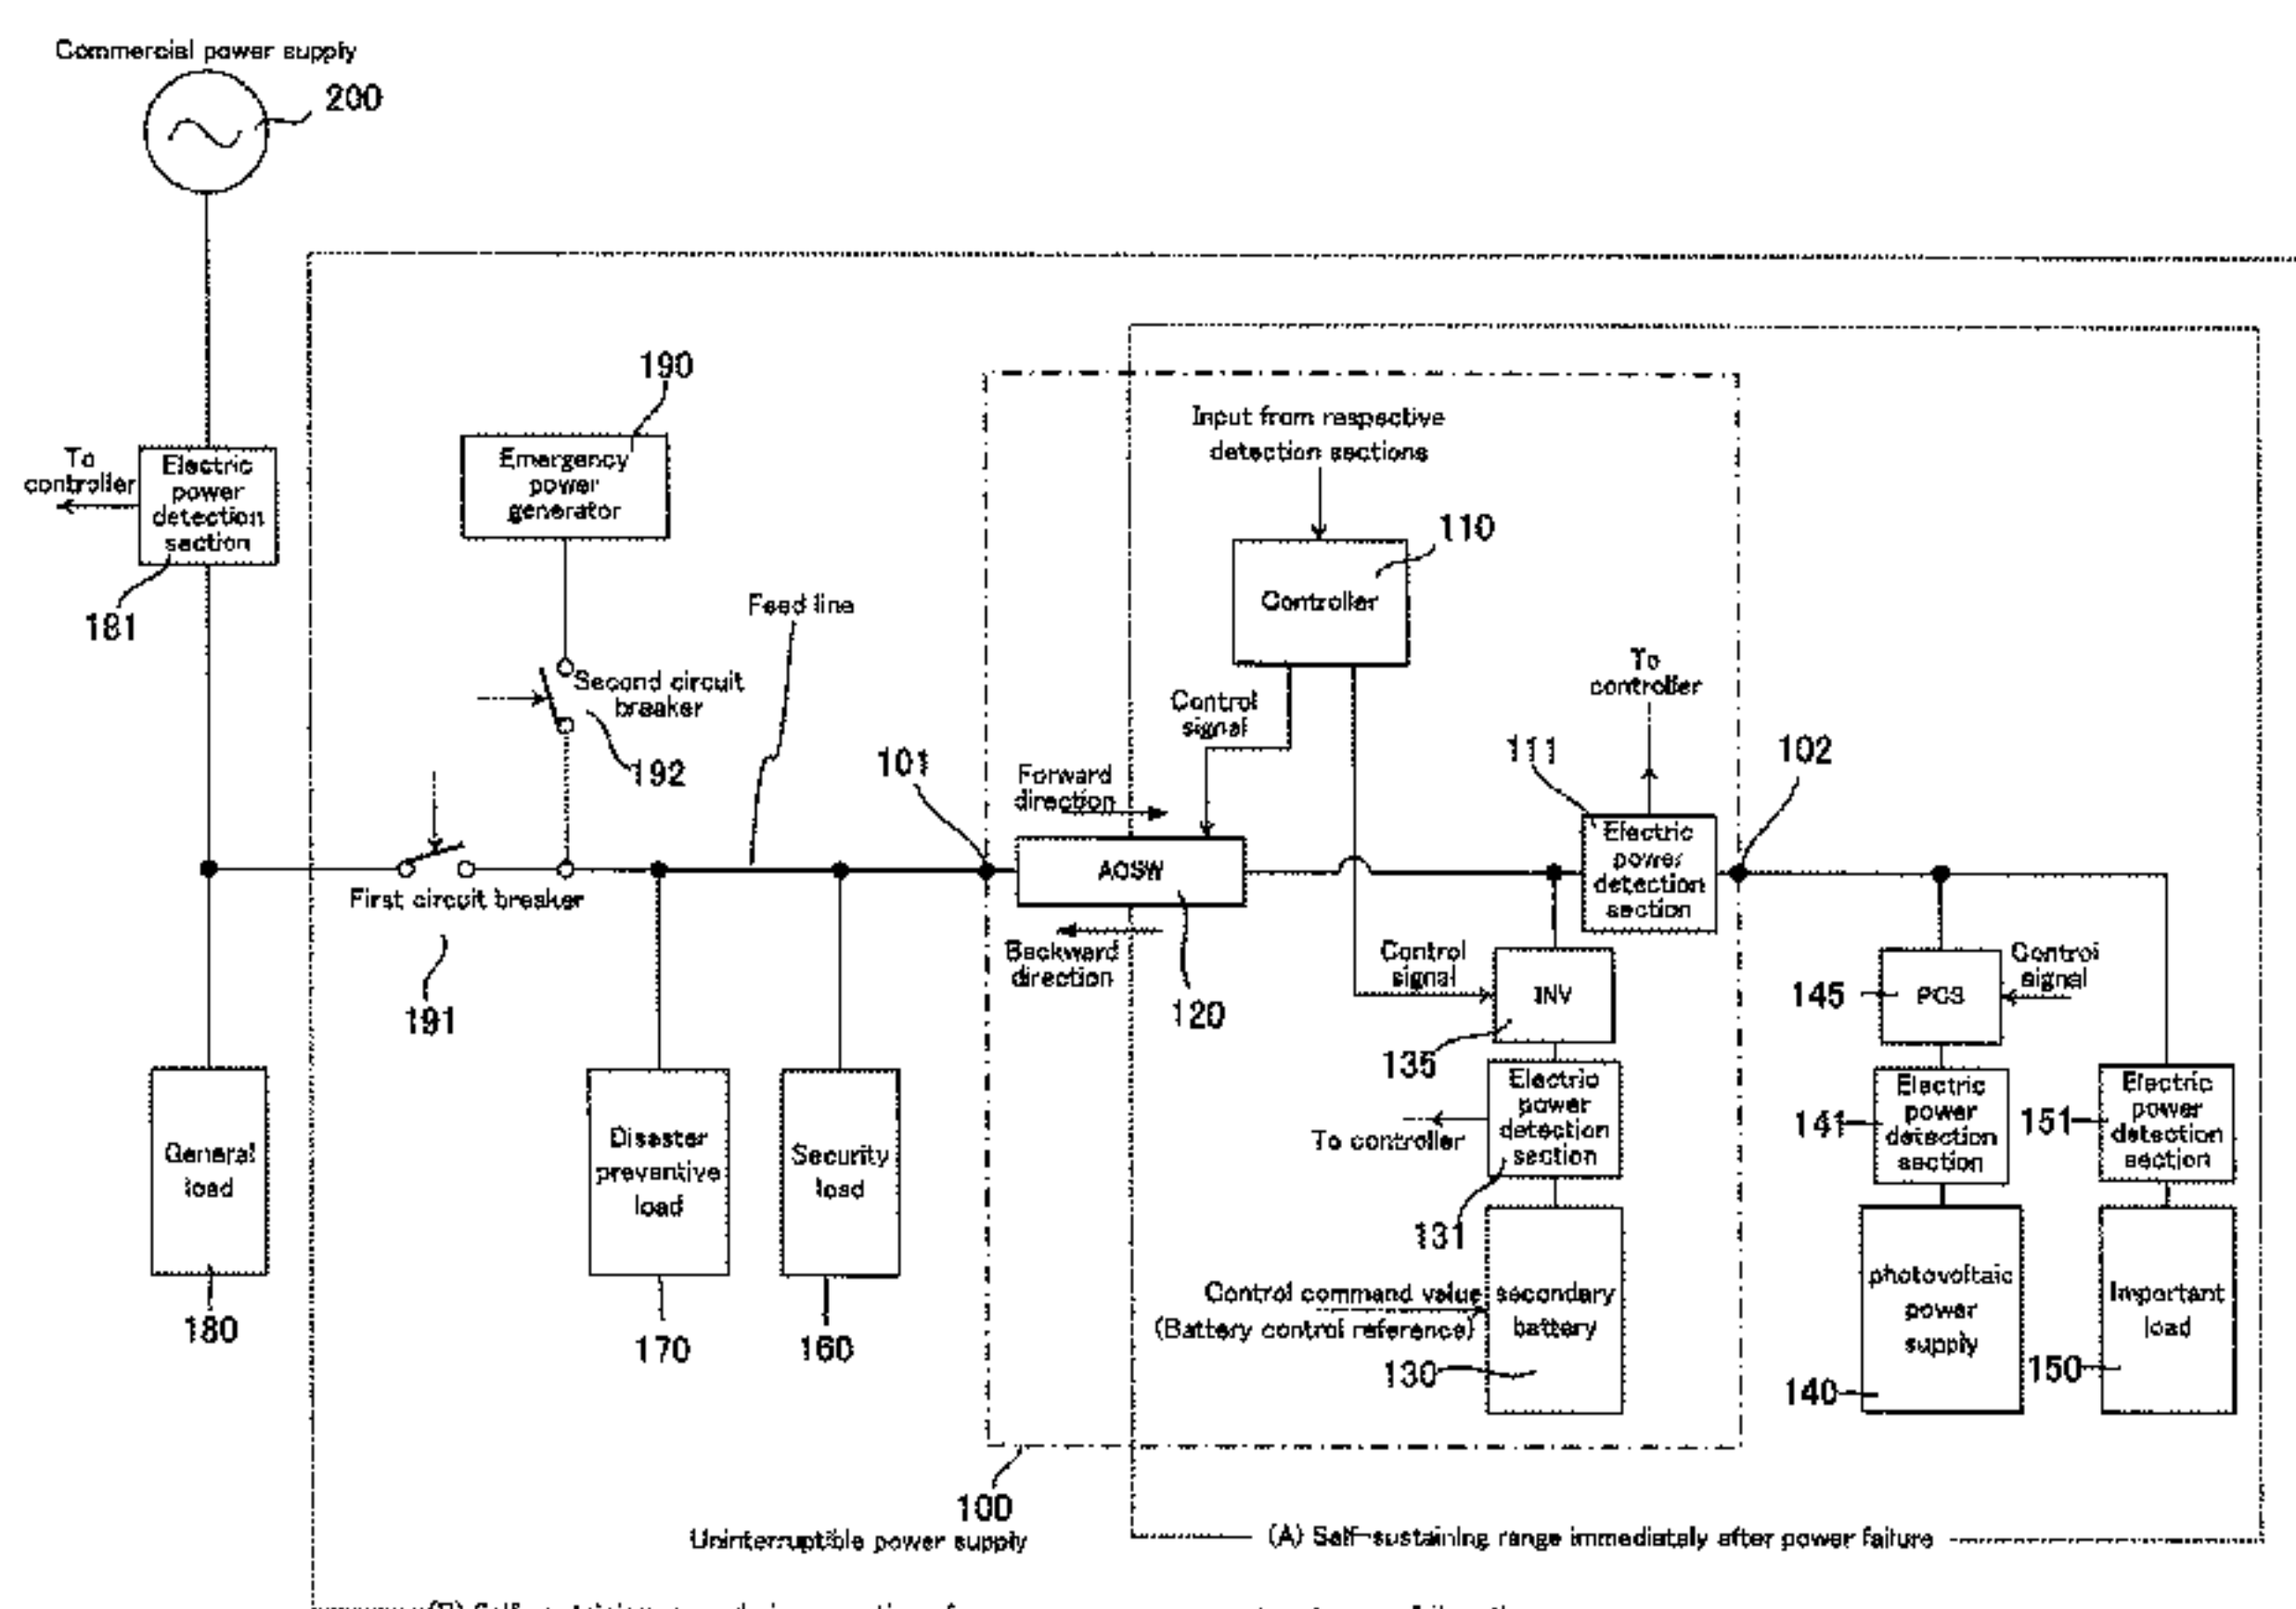 Commercial power supply
200
To
controller
Electric
power
detection
section
181
190
Emergency
power
generator
Feed line
Second circuit
breaker
192
First circuit breaker
191
101
Input from respective
detection sections
110
Controller
Control
signal
To
controller
Forward
direction
111
102
AOSW
Electric
power
detection
section
Backward
direction
120
Control
signal
INV
135
145
PCS
Control
signal
General
load
180
Disaster
preventive
load
170
Security
load
160
Electric
power
detection
section
To controller
131
141
Electric
power
detection
section
151
Electric
power
detection
section
Control command value
(Battery control reference)
secondary
battery
130
photovoltaic
power
supply
140
Important
load
150
100
Uninterruptible power supply
(A) Self-sustaining range immediately after power failure